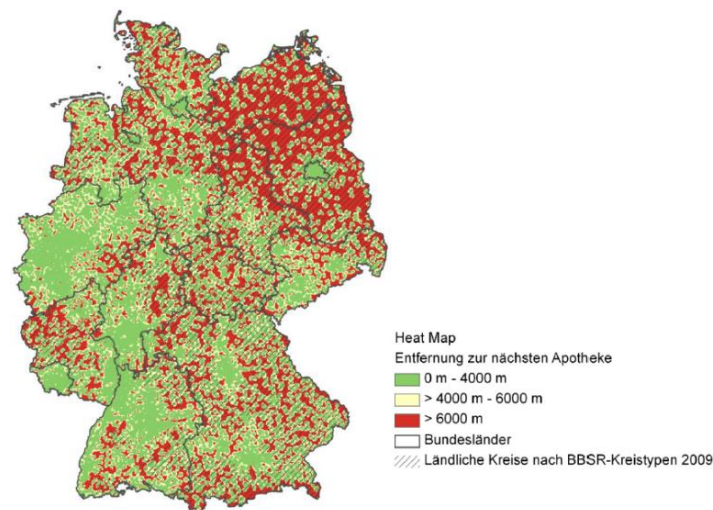 Heat Map
Entfernung zur nächsten Apotheke
0 m - 4000 m
> 4000 m - 6000 m
> 6000 m
Bundesländer
Ländliche Kreise nach BBSR-Kreistypen 2009